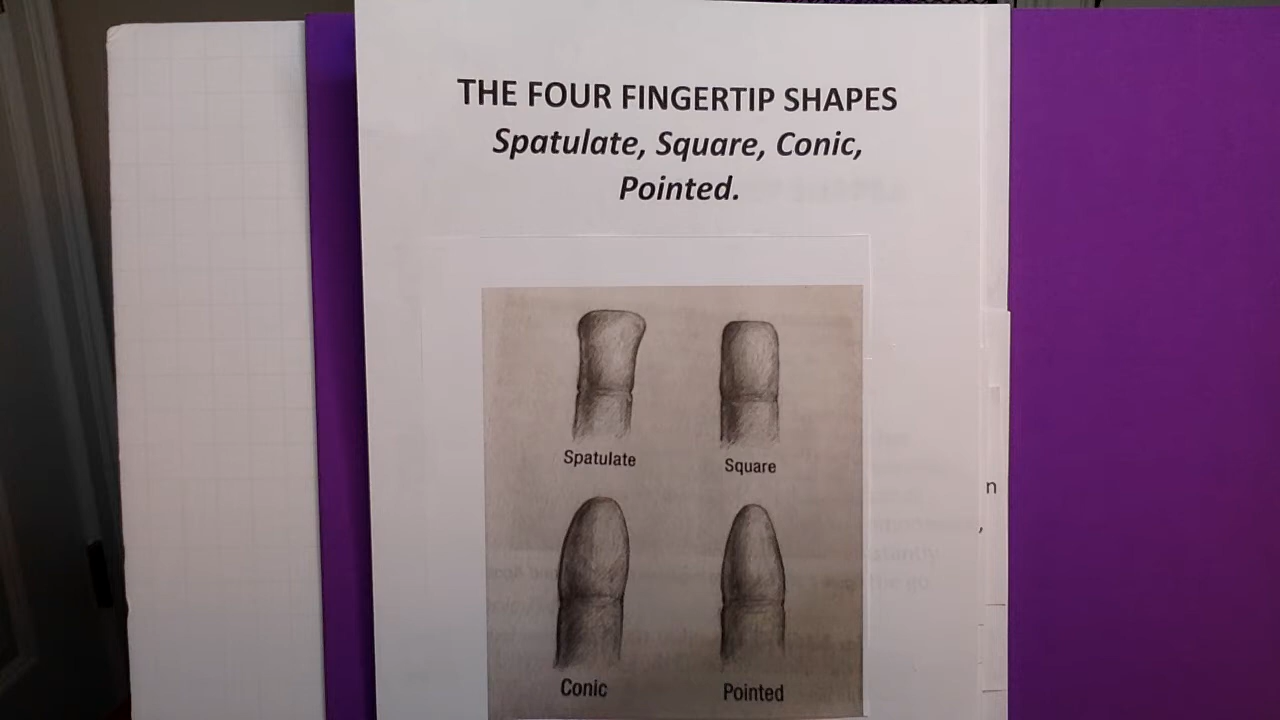 THE FOUR FINGERTIP SHAPES
Spatulate, Square, Conic,
Pointed.
Spatulate
Square
Conic
Pointed
n
,